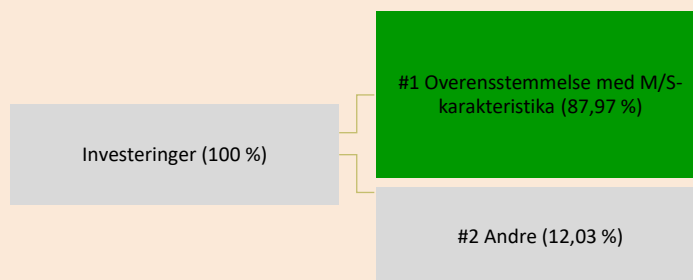 Investeringer (100 %)
#1 Overensstemmelse med M/S-
karakteristika (87,97 %)
#2 Andre (12,03 %)